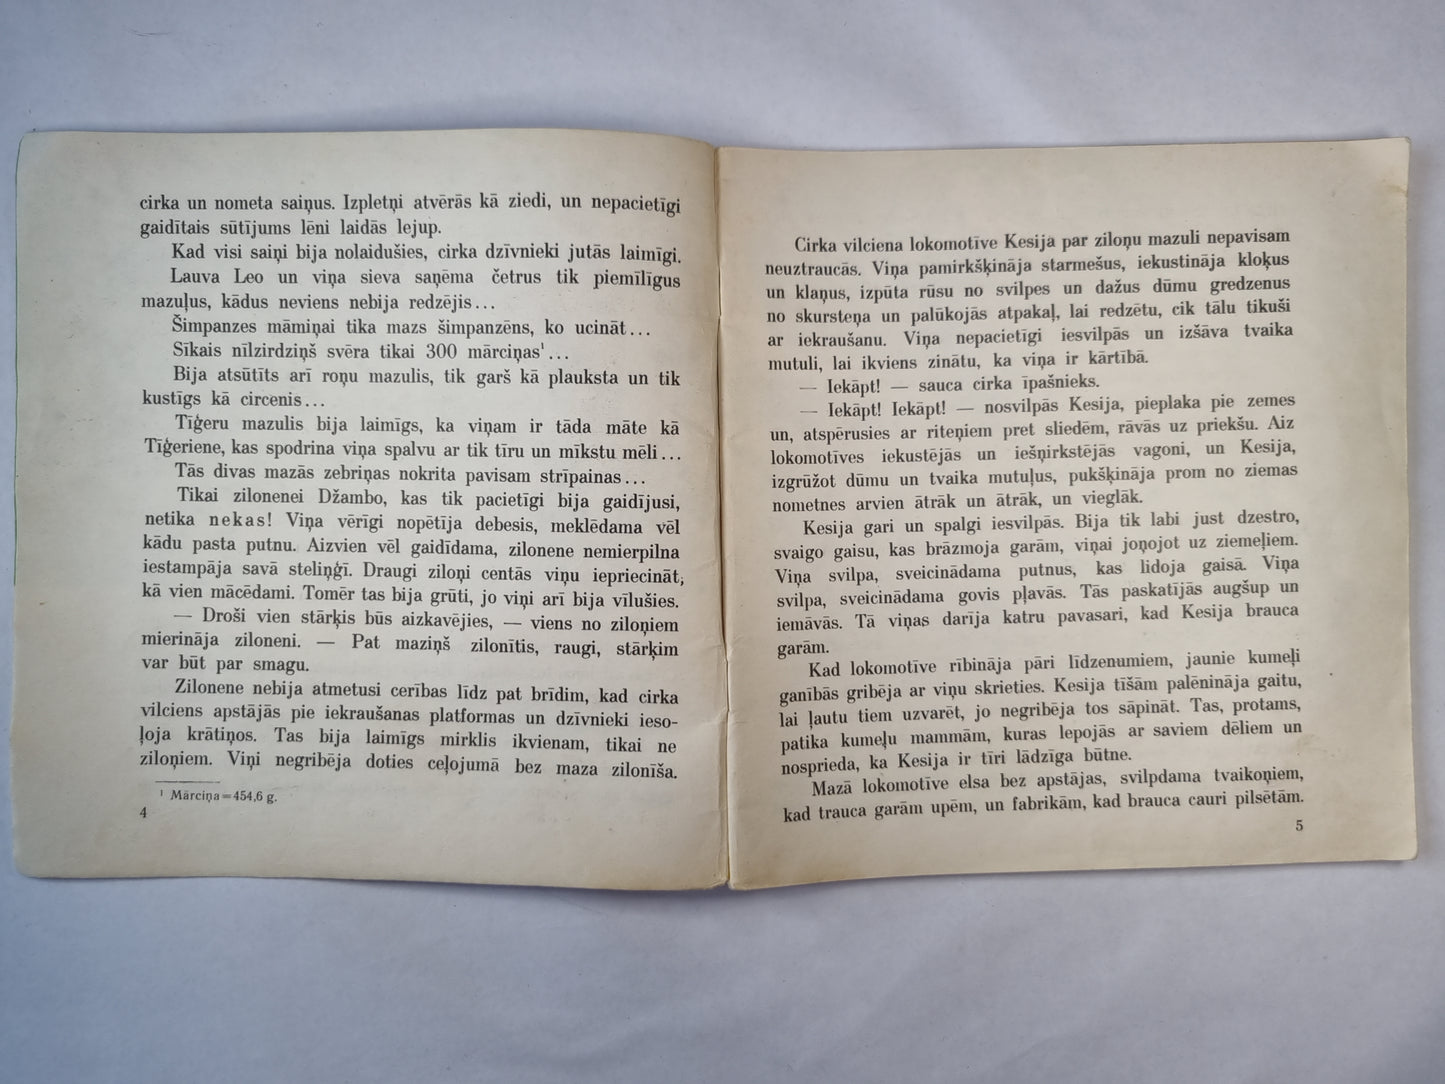 cirka un nometa saiņus. Izpletņi atvērās kā ziedi, un nepacietīgi
gaidītais sūtījums lēni laidās lejup.
Kad visi saiņi bija nolaidušies, cirka dzīvnieki jutās laimīgi.
Lauva Leo un viņa sieva saņēma četrus tik piemīlīgus
mazuļus, kādus neviens nebija redzējis...
Šimpanzes māmiņai tika mazs šimpanzēns, ko ucināt...
Sīkais nīlzirdziņš svēra tikai 300 mārciņas¹...
Bija atsūtīts arī roņu mazulis, tik garš kā plauksta un tik
kustīgs kā circenis...
Tīģeru mazulis bija laimīgs, ka viņam ir tāda māte kā
Tīģeriene, kas spodrina viņa spalvu ar tik tīru un mīkstu mēli...
Tās divas mazās zebriņas nokrita pavisam strīpainas...
Tikai zilonenei Džambo, kas tik pacietīgi bija gaidījusi,
netika nekas! Viņa vērīgi nopētīja debesis, meklēdama vēl
kādu pasta putnu. Aizvien vēl gaidīdama, zilonene nemierpilna
iestampāja savā steliņģī. Draugi ziloņi centās viņu iepriecināt,
kā vien mācēdami. Tomēr tas bija grūti, jo viņi arī bija vīlušies.
— Droši vien stārķis būs aizkavējies, — viens no ziloņiem
mierināja ziloneni. — Pat maziņš zilonītis, raugi, stārķim
var būt par smagu.
Zilonene nebija atmetusi cerības līdz pat brīdim, kad cirka
vilciens apstājās pie iekraušanas platformas un dzīvnieki ieso-
ļoja krātiņos. Tas bija laimīgs mirklis ikvienam, tikai ne
ziloņiem. Viņi negribēja doties ceļojumā bez maza zilonīša.
¹ Mārciņa=454,6 g.
4
Cirka vilciena lokomotīve Kesija par ziloņu mazuli nepavisam
neuztraucās. Viņa pamirkšķināja starmešus, iekustināja kloķus
un klaņus, izpūta rūsu no svilpes un dažus dūmu gredzenus
no skursteņa un palūkojās atpakaļ, lai redzētu, cik tālu tikuši
ar iekraušanu. Viņa nepacietīgi iesvilpās un izšāva tvaika
mutuli, lai ikviens zinātu, ka viņa ir kārtībā.
— Iekāpt! — sauca cirka īpašnieks.
— Iekāpt! Iekāpt! — nosvilpās Kesija, pieplaka pie zemes
un, atspērusies ar riteņiem pret sliedēm, rāvās uz priekšu. Aiz
lokomotīves iekustējās un iešņirkstējās vagoni, un Kesija,
izgrūžot dūmu un tvaika mutuļus, pukšķināja prom no ziemas
nometnes arvien ātrāk un ātrāk, un vieglāk.
Kesija gari un spalgi iesvilpās. Bija tik labi just dzestro,
svaigo gaisu, kas brāzmoja garām, viņai joņojot uz ziemeļiem.
Viņa svilpa, sveicinādama putnus, kas lidoja gaisā. Viņa
svilpa, sveicinādama govis pļavās. Tās paskatījās augšup un
iemāvās. Tā viņas darīja katru pavasari, kad Kesija brauca
garām.
Kad lokomotīve rībināja pāri līdzenumiem, jaunie kumeļi
ganībās gribēja ar viņu skrieties. Kesija tīšām palēnināja gaitu,
lai ļautu tiem uzvarēt, jo negribēja tos sāpināt. Tas, protams,
patika kumeļu mammām, kuras lepojās ar saviem dēliem un
nosprieda, ka Kesija ir tīri lādzīga būtne.
Mazā lokomotīve elsa bez apstājas, svilpdama tvaikoņiem,
kad trauca garām upēm, un fabrikām, kad brauca cauri pilsētām.
5